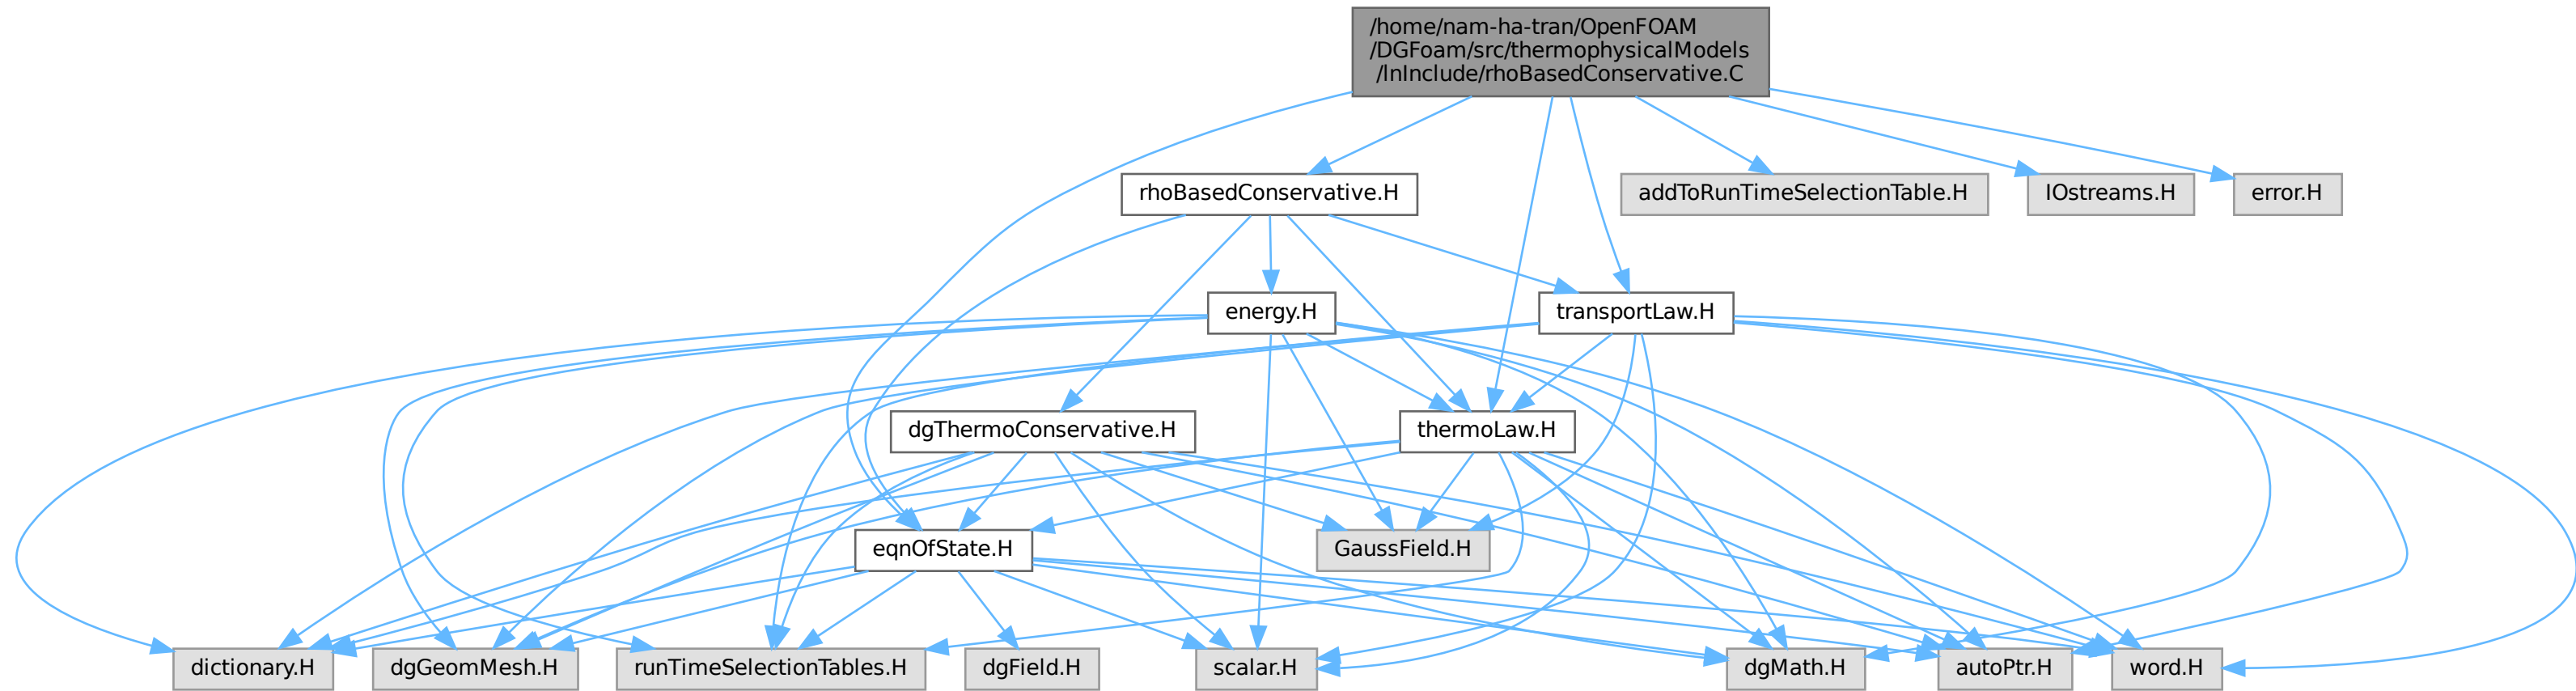 /home/nam-ha-tran/OpenFOAM
/DGFoam/src/thermophysicalModels
/lnInclude/rhoBasedConservative.C
rhoBasedConservative.H
addToRunTimeSelectionTable.H
IOstreams.H
error.H
energy.H
transportLaw.H
dgThermoConservative.H
thermoLaw.H
eqnOfState.H
GaussField.H
dictionary.H
dgGeomMesh.H
runTimeSelectionTables.H
dgField.H
scalar.H
dgMath.H
autoPtr.H
word.H